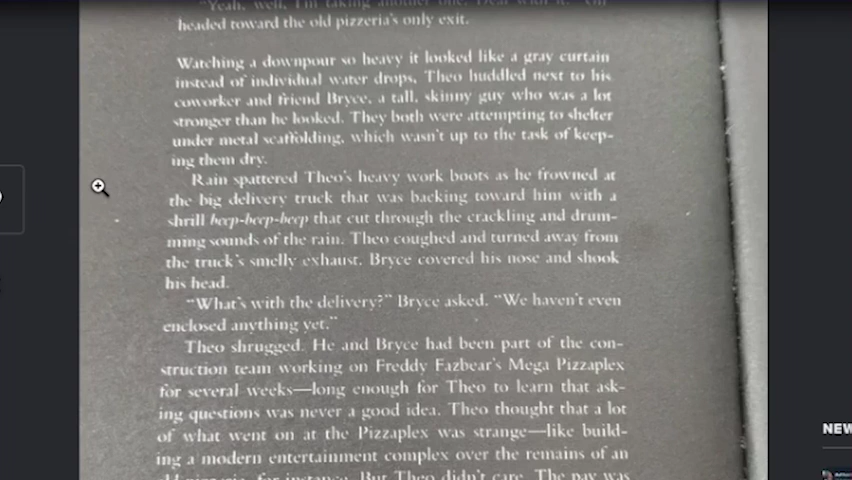 "Yeah, well, I'm taking another one. Deal with it."
headed toward the old pizzeria's only exit.
Watching a downpour so heavy it looked like a gray curtain
instead of individual water drops, Theo huddled next to his
coworker and friend Bryce, a tall, skinny guy who was a lot
stronger than he looked. They both were attempting to shelter
under metal scaffolding, which wasn't up to the task of keep-
ing them dry.
Rain spattered Theo's heavy work boots as he frowned at
the big delivery truck that was backing toward him with a
shrill beep-beep-beep that cut through the crackling and drum-
ming sounds of the rain. Theo coughed and turned away from
the truck's smelly exhaust. Bryce covered his nose and shook
his head.
"What's with the delivery?" Bryce asked. "We haven't even
enclosed anything yet."
Theo shrugged. He and Bryce had been part of the con-
struction team working on Freddy Fazbear's Mega Pizzaplex
for several weeks—long enough for Theo to learn that ask-
ing questions was never a good idea. Theo thought that a lot
of what went on at the Pizzaplex was strange—like build-
ing a modern entertainment complex over the remains of an
old pizzeria, for instance. But Theo didn't care. The pay was
NEW